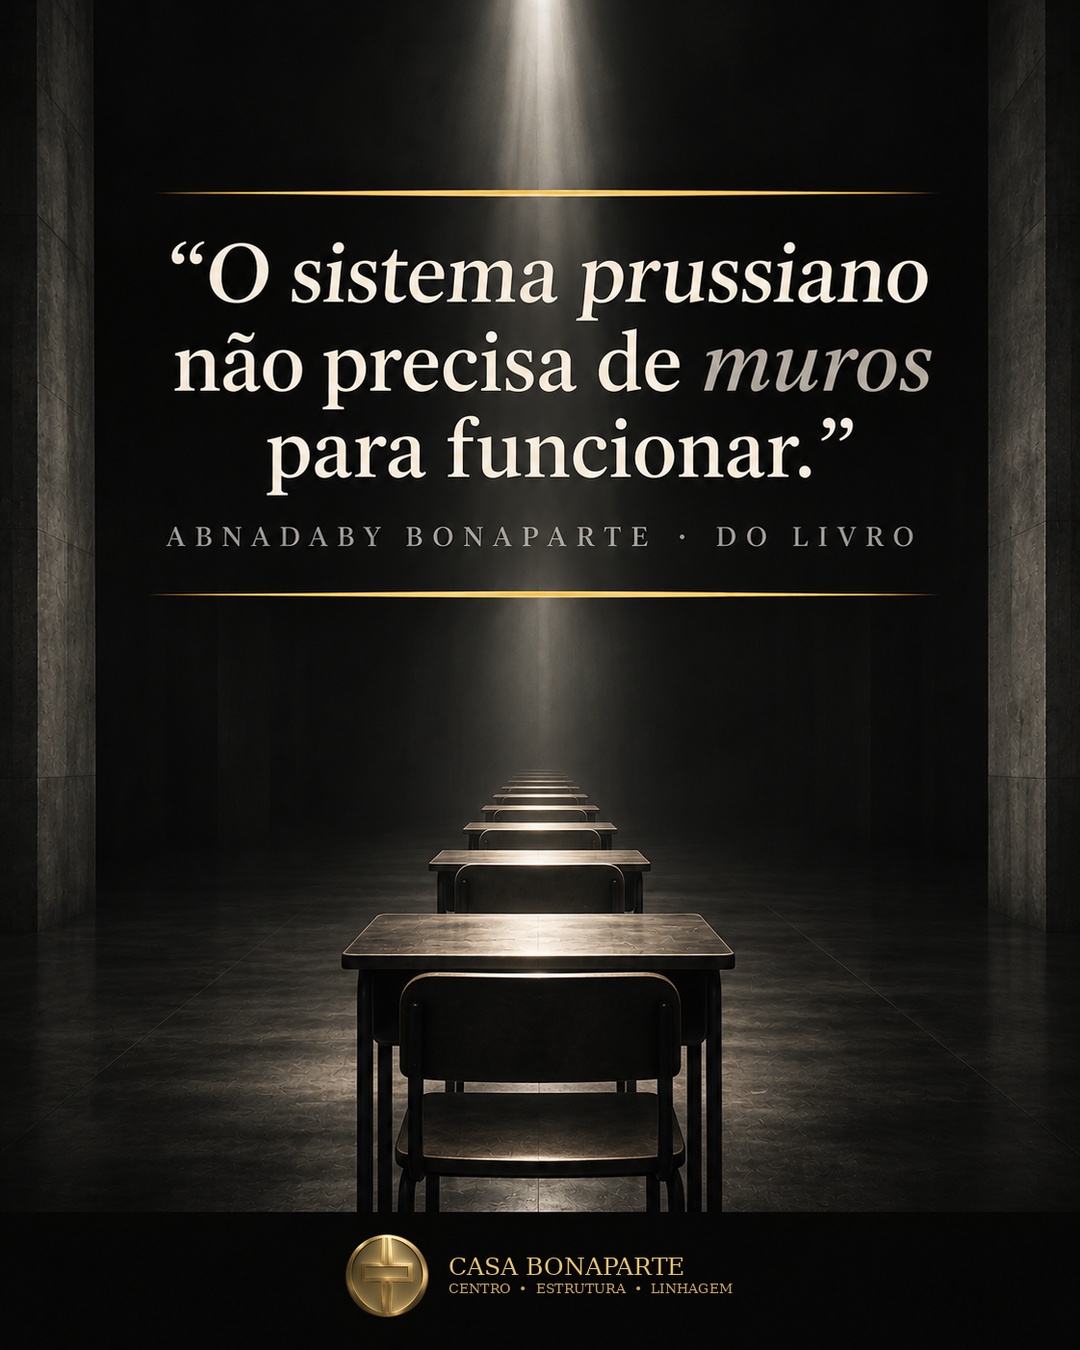 “O sistema prussiano
não precisa de muros
para funcionar.”
ABNADABY BONAPARTE · DO LIVRO
CASA BONAPARTE
CENTRO • ESTRUTURA • LINHAGEM